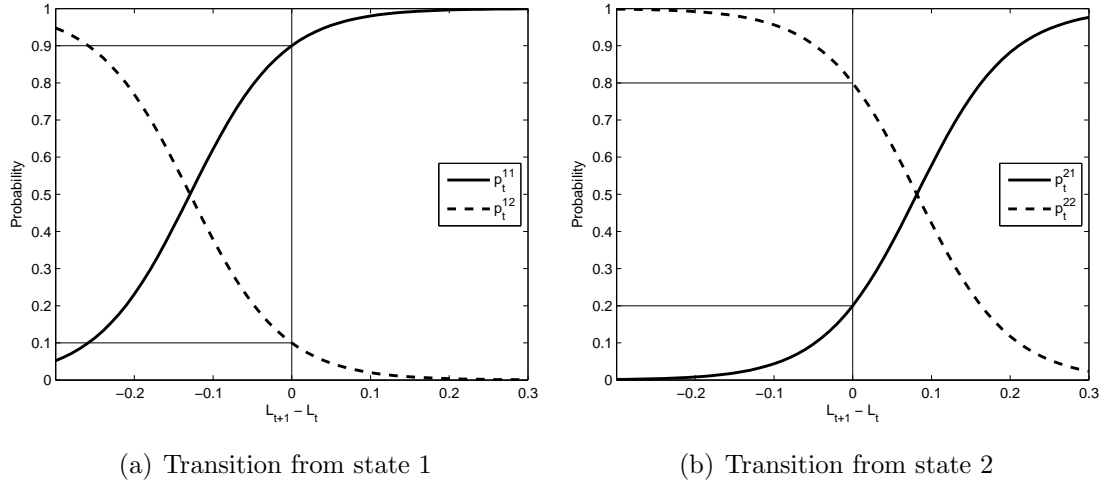 1
0.9
0.8
0.7
0.6
0.5
0.4
0.3
0.2
0.1
0
Probability
−0.2 −0.1 0 0.1 0.2 0.3
L_{t+1} − L_t
p_t^{11}
p_t^{12}
(a) Transition from state 1
1
0.9
0.8
0.7
0.6
0.5
0.4
0.3
0.2
0.1
0
Probability
−0.2 −0.1 0 0.1 0.2 0.3
L_{t+1} − L_t
p_t^{21}
p_t^{22}
(b) Transition from state 2